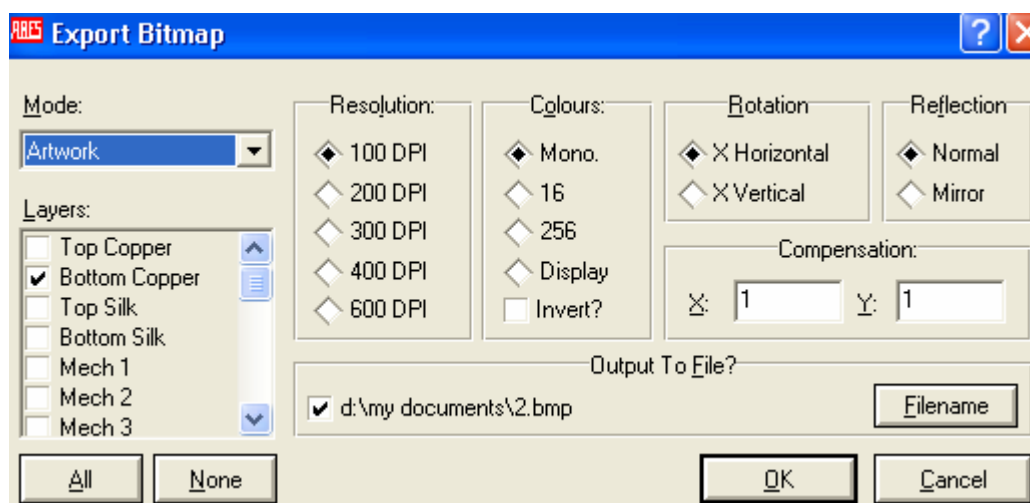 ARES Export Bitmap
Mode:
Artwork
Layers:
Top Copper
Bottom Copper
Top Silk
Bottom Silk
Mech 1
Mech 2
Mech 3
All
None
Resolution:
100 DPI
200 DPI
300 DPI
400 DPI
600 DPI
Colours:
Mono.
16
256
Display
Invert?
Rotation
X Horizontal
X Vertical
Reflection
Normal
Mirror
Compensation:
X: 1 Y: 1
Output To File?
d:\my documents\2.bmp
Filename
OK
Cancel